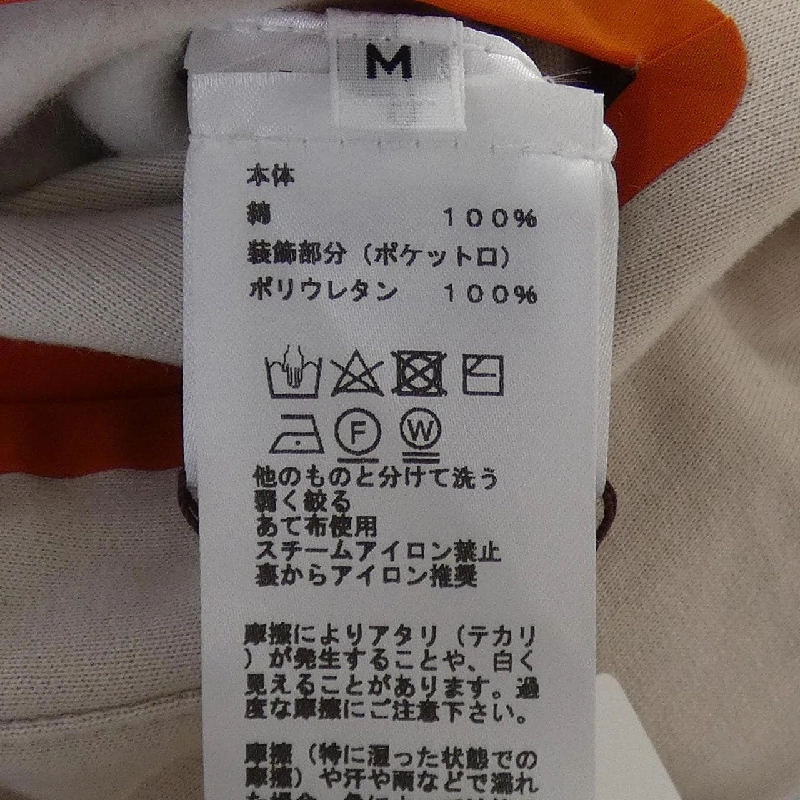 M
本体
綿 100%
装飾部分（ポケット口）
ポリウレタン 100%
F W
他のものと分けて洗う
弱く絞る
あて布使用
スチームアイロン禁止
裏からアイロン推奨
摩擦によりアタリ（テカリ
）が発生することや、白く
見えることがあります。過
度な摩擦にご注意下さい。
摩擦（特に湿った状態での
摩擦）や汗や雨などで濡れ
た場合、